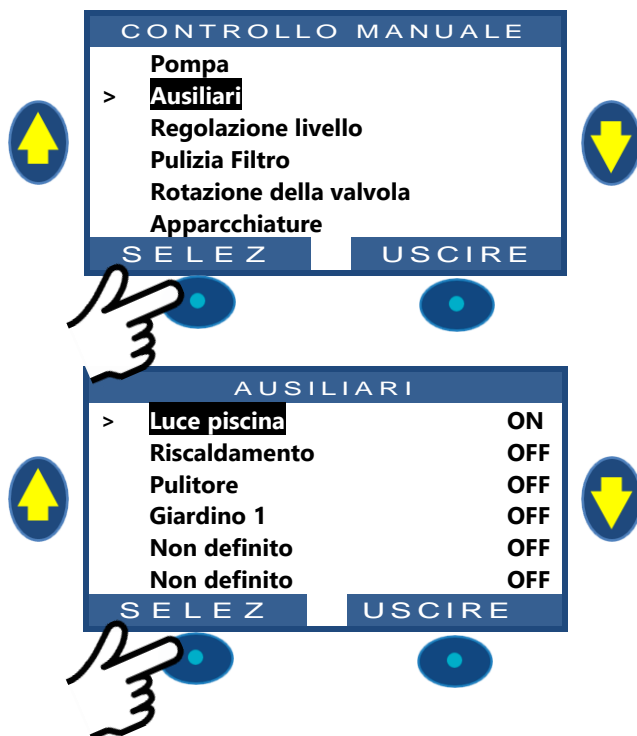 CONTROLLO MANUALE
Pompa
> Ausiliari
Regolazione livello
Pulizia Filtro
Rotazione della valvola
Apparcchiature
SELEZ USCIRE
AUSILIARI
> Luce piscina ON
Riscaldamento OFF
Pulitore OFF
Giardino 1 OFF
Non definito OFF
Non definito OFF
SELEZ USCIRE